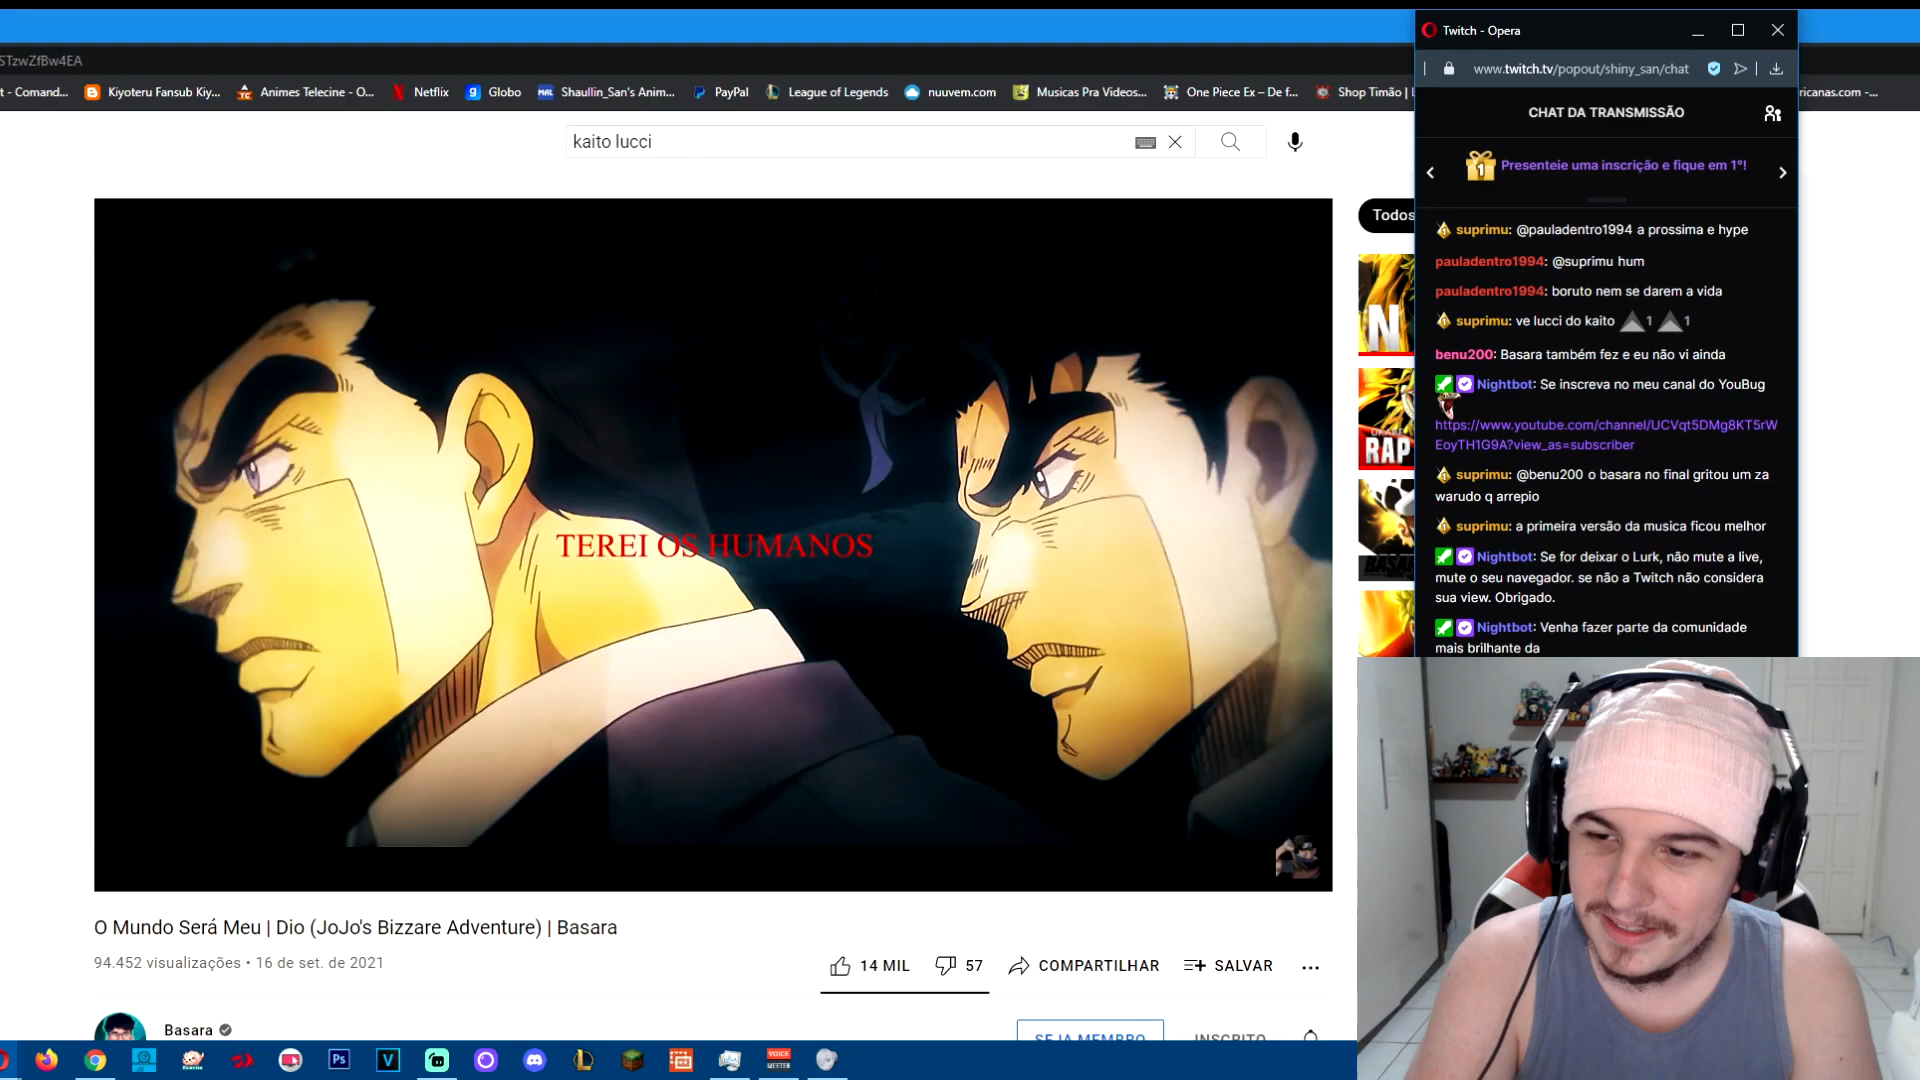 Twitch - Opera
STzwZfBw4EA
www.twitch.tv/popout/shiny_san/chat
t - Comand... Kiyoteru Fansub Kiy... Animes Telecine - O... Netflix Globo Shaullin_San's Anim... PayPal League of Legends nuuvem.com Musicas Pra Videos... One Piece Ex – De f... Shop Timão | ricanas.com -...
CHAT DA TRANSMISSÃO
kaito lucci
Presenteie uma inscrição e fique em 1º!
Todos
suprimu: @pauladentro1994 a prossima e hype
pauladentro1994: @suprimu hum
pauladentro1994: boruto nem se darem a vida
suprimu: ve lucci do kaito 1 1
benu200: Basara também fez e eu não vi ainda
Nightbot: Se inscreva no meu canal do YouBug
https://www.youtube.com/channel/UCVqt5DMg8KT5rW
EoyTH1G9A?view_as=subscriber
suprimu: @benu200 o basara no final gritou um za
warudo q arrepio
suprimu: a primeira versão da musica ficou melhor
Nightbot: Se for deixar o Lurk, não mute a live,
mute o seu navegador. se não a Twitch não considera
sua view. Obrigado.
Nightbot: Venha fazer parte da comunidade
mais brilhante da
N
RAP
TEREI OS HUMANOS
O Mundo Será Meu | Dio (JoJo's Bizzare Adventure) | Basara
94.452 visualizações • 16 de set. de 2021
14 MIL 57 COMPARTILHAR SALVAR
Basara
SEJA MEMBRO INSCRITO
Ps V VOICE
MEETER